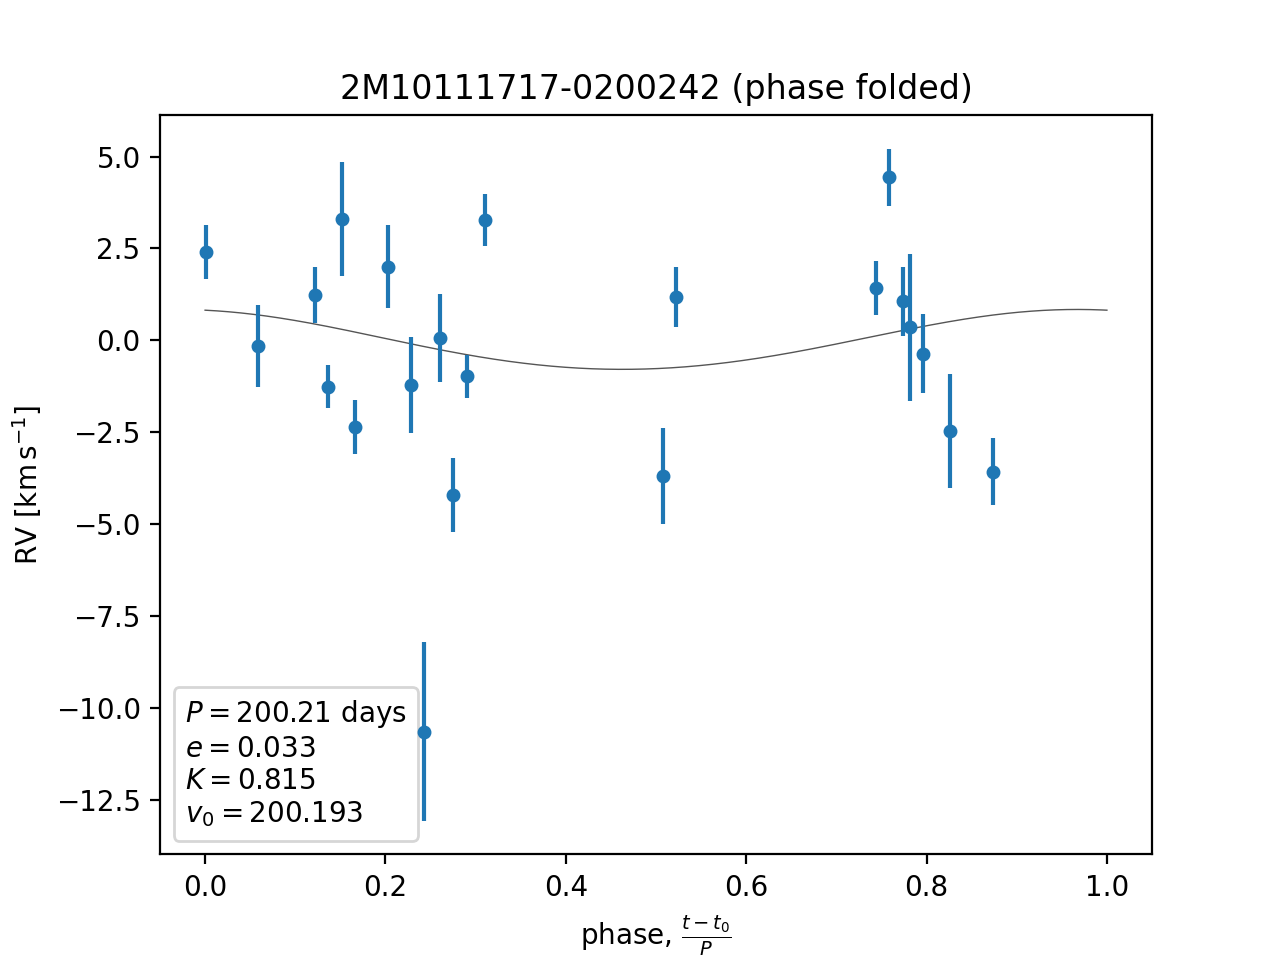 2M10111717-0200242 (phase folded)
5.0
2.5
0.0
−2.5
−5.0
−7.5
−10.0
−12.5
RV [km s⁻¹]
P = 200.21 days
e = 0.033
K = 0.815
v₀ = 200.193
0.0 0.2 0.4 0.6 0.8 1.0
phase, (t − t₀)/P